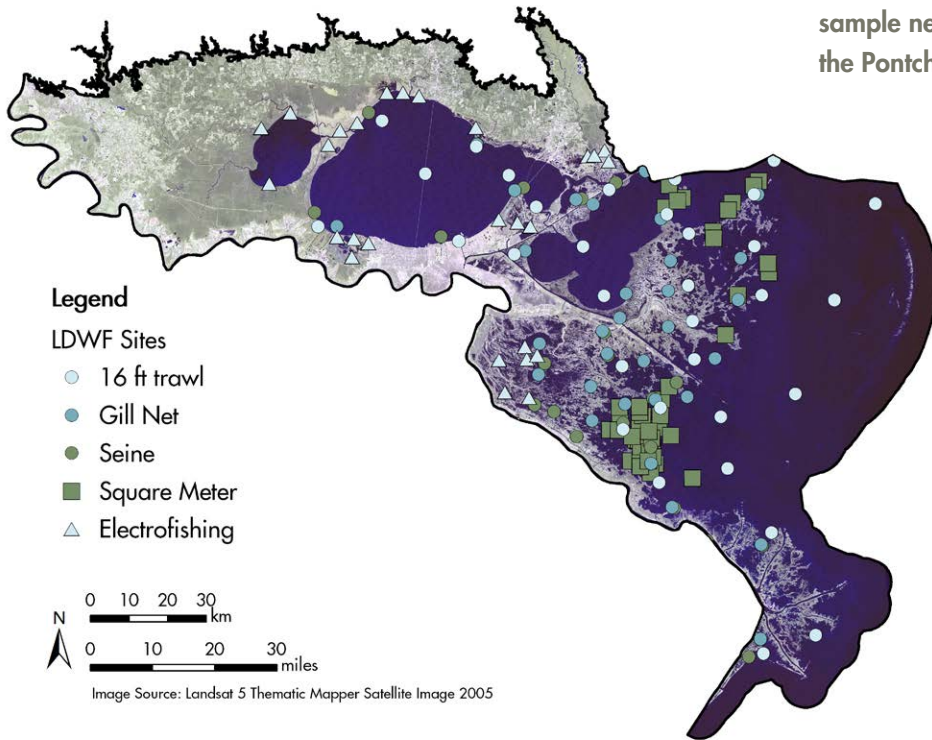 sample ne
the Pontch
Legend
LDWF Sites
16 ft trawl
Gill Net
Seine
Square Meter
Electrofishing
N
0 10 20 30
km
0 10 20 30
miles
Image Source: Landsat 5 Thematic Mapper Satellite Image 2005